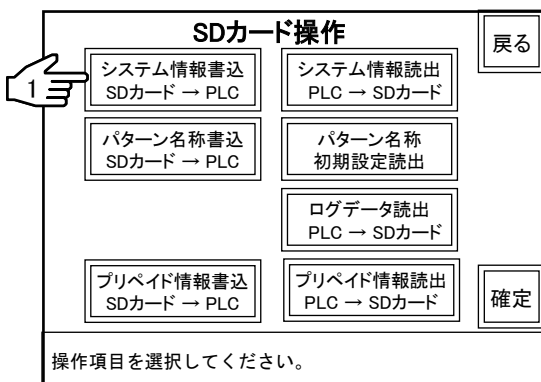 SDカード操作
戻る
1
システム情報書込
SDカード → PLC
システム情報読出
PLC → SDカード
パターン名称書込
SDカード → PLC
パターン名称
初期設定読出
ログデータ読出
PLC → SDカード
プリペイド情報書込
SDカード → PLC
プリペイド情報読出
PLC → SDカード
確定
操作項目を選択してください。